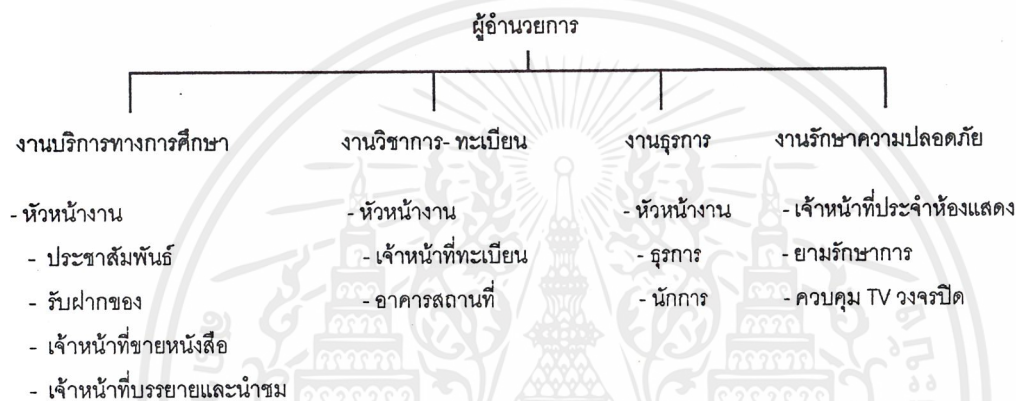 ผู้อำนวยการ
งานบริการทางการศึกษา งานวิชาการ- ทะเบียน งานธุรการ งานรักษาความปลอดภัย
- หัวหน้างาน - หัวหน้างาน - หัวหน้างาน - เจ้าหน้าที่ประจำห้องแสดง
- ประชาสัมพันธ์ - เจ้าหน้าที่ทะเบียน - ธุรการ - ยามรักษาการ
- รับฝากของ - อาคารสถานที่ - นักการ - ควบคุม TV วงจรปิด
- เจ้าหน้าที่ขายหนังสือ
- เจ้าหน้าที่บรรยายและนำชม